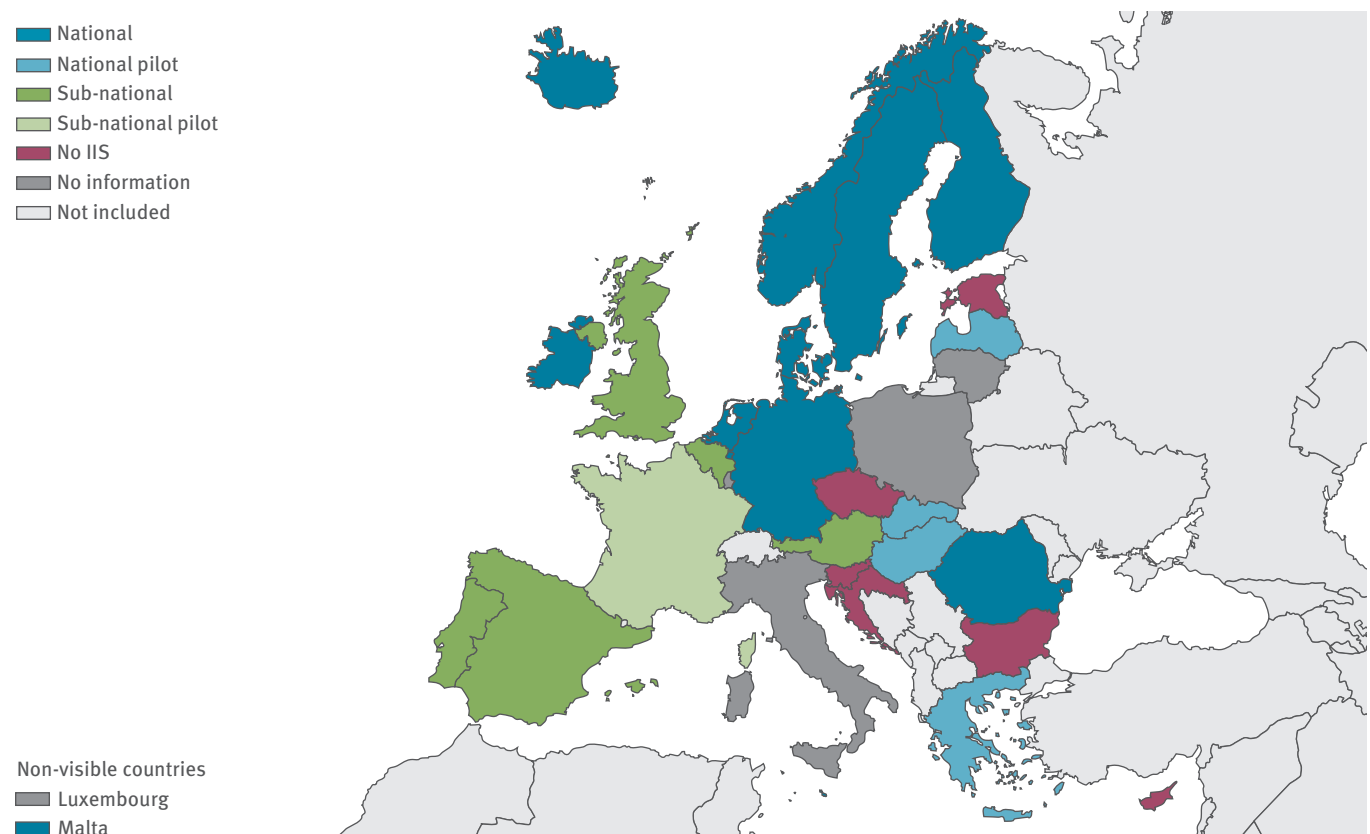 National
National pilot
Sub-national
Sub-national pilot
No IIS
No information
Not included
Non-visible countries
Luxembourg
Malta